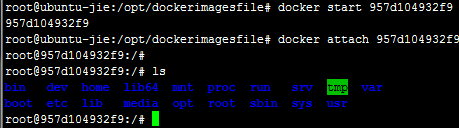 root@ubuntu-jie:/opt/dockerimagesfile# docker start 957d104932f9
957d104932f9
root@ubuntu-jie:/opt/dockerimagesfile# docker attach 957d104932f9
root@957d104932f9:/#
root@957d104932f9:/# ls
bin dev home lib64 mnt proc run srv tmp var
boot etc lib media opt root sbin sys usr
root@957d104932f9:/#